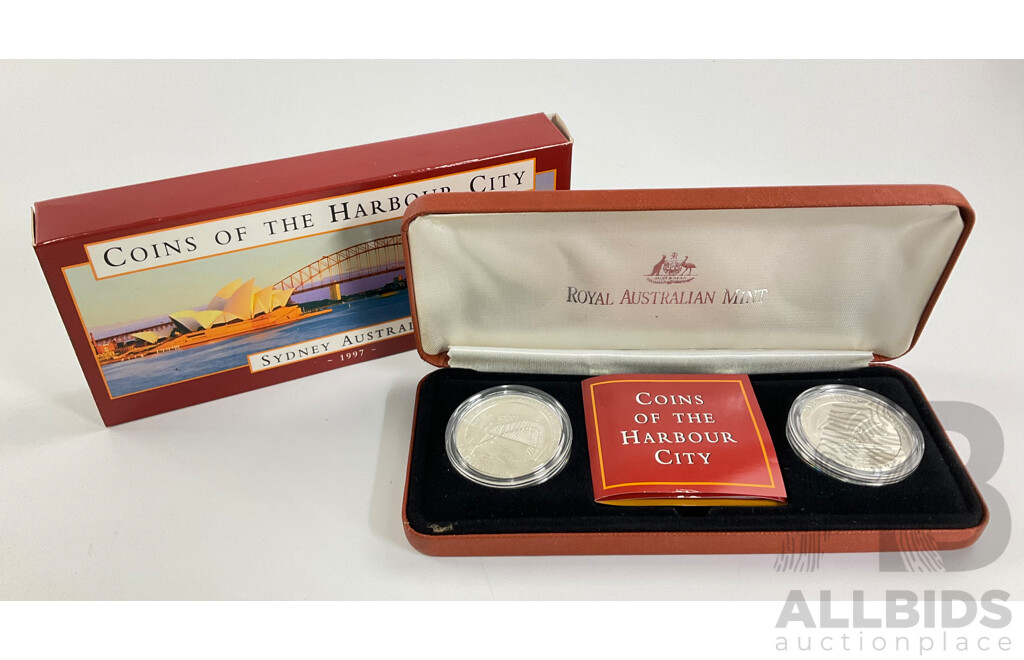 COINS OF THE HARBOUR CITY
SYDNEY AUSTRAL
~ 1997 ~
ROYAL AUSTRALIAN MINT
COINS
OF THE
HARBOUR
CITY
B
ALLBIDS
auctionplace